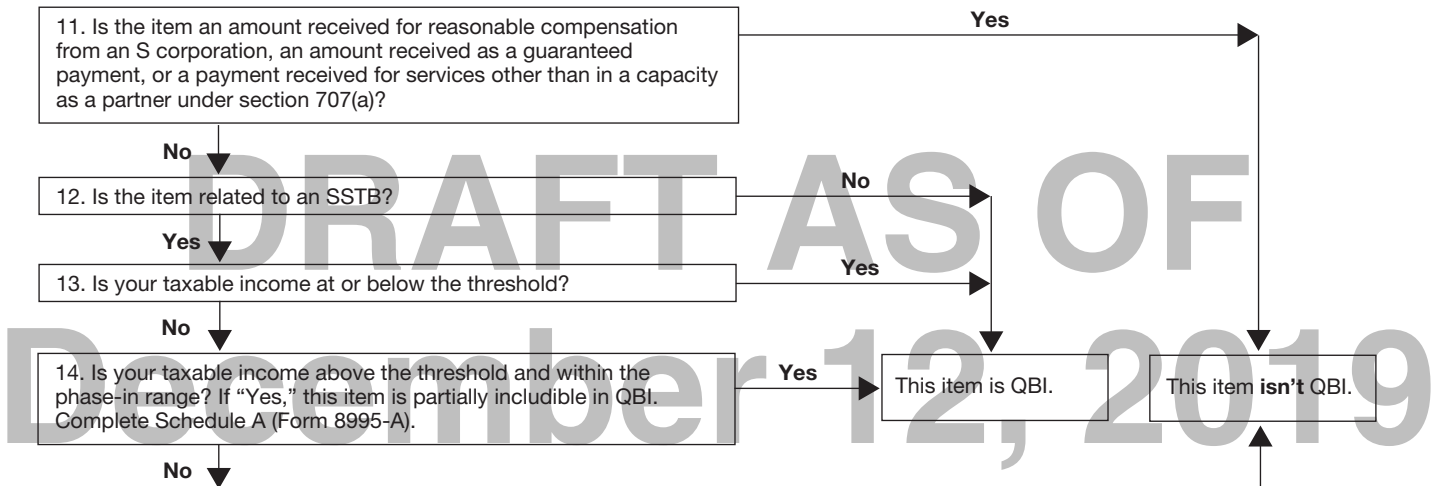 11. Is the item an amount received for reasonable compensation
from an S corporation, an amount received as a guaranteed
payment, or a payment received for services other than in a capacity
as a partner under section 707(a)?
Yes
No
12. Is the item related to an SSTB?
No
Yes
13. Is your taxable income at or below the threshold?
Yes
No
14. Is your taxable income above the threshold and within the
phase-in range? If “Yes,” this item is partially includible in QBI.
Complete Schedule A (Form 8995-A).
Yes
This item is QBI.
This item isn’t QBI.
No
DRAFT AS OF
December 12, 2019